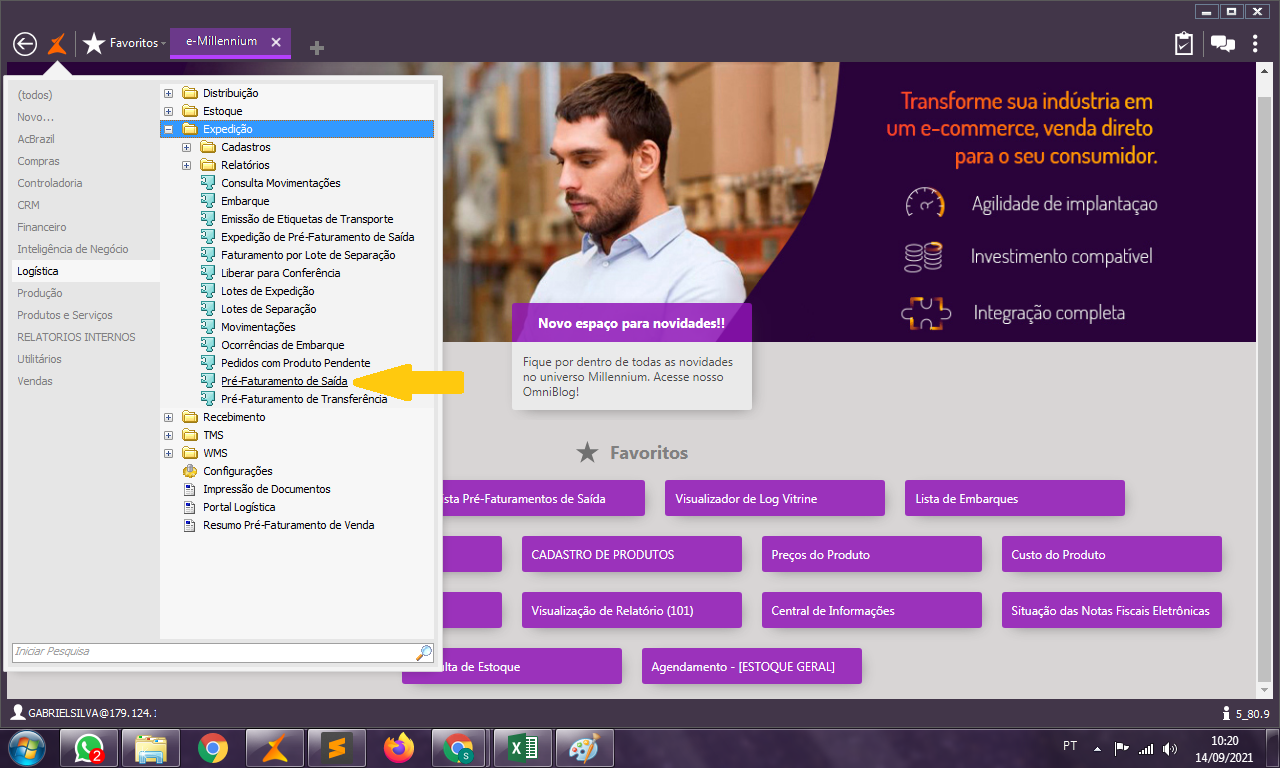 Favoritos
e-Millennium
(todos)
Novo...
AcBrazil
Compras
Controladoria
CRM
Financeiro
Inteligência de Negócio
Logística
Produção
Produtos e Serviços
RELATORIOS INTERNOS
Utilitários
Vendas
Distribuição
Estoque
Expedição
Cadastros
Relatórios
Consulta Movimentações
Embarque
Emissão de Etiquetas de Transporte
Expedição de Pré-Faturamento de Saída
Faturamento por Lote de Separação
Liberar para Conferência
Lotes de Expedição
Lotes de Separação
Movimentações
Ocorrências de Embarque
Pedidos com Produto Pendente
Pré-Faturamento de Saída
Pré-Faturamento de Transferência
Recebimento
TMS
WMS
Configurações
Impressão de Documentos
Portal Logística
Resumo Pré-Faturamento de Venda
Iniciar Pesquisa
Transforme sua indústria em
um e-commerce, venda direto
para o seu consumidor.
Agilidade de implantaçao
Investimento compatível
Integração completa
Novo espaço para novidades!!
Fique por dentro de todas as novidades
no universo Millennium. Acesse nosso
OmniBlog!
Favoritos
sta Pré-Faturamentos de Saída
Visualizador de Log Vitrine
Lista de Embarques
CADASTRO DE PRODUTOS
Preços do Produto
Custo do Produto
Visualização de Relatório (101)
Central de Informações
Situação das Notas Fiscais Eletrônicas
lta de Estoque
Agendamento - [ESTOQUE GERAL]
GABRIELSILVA@179.124.1
5_80.9
2
S
PT
10:20
14/09/2021